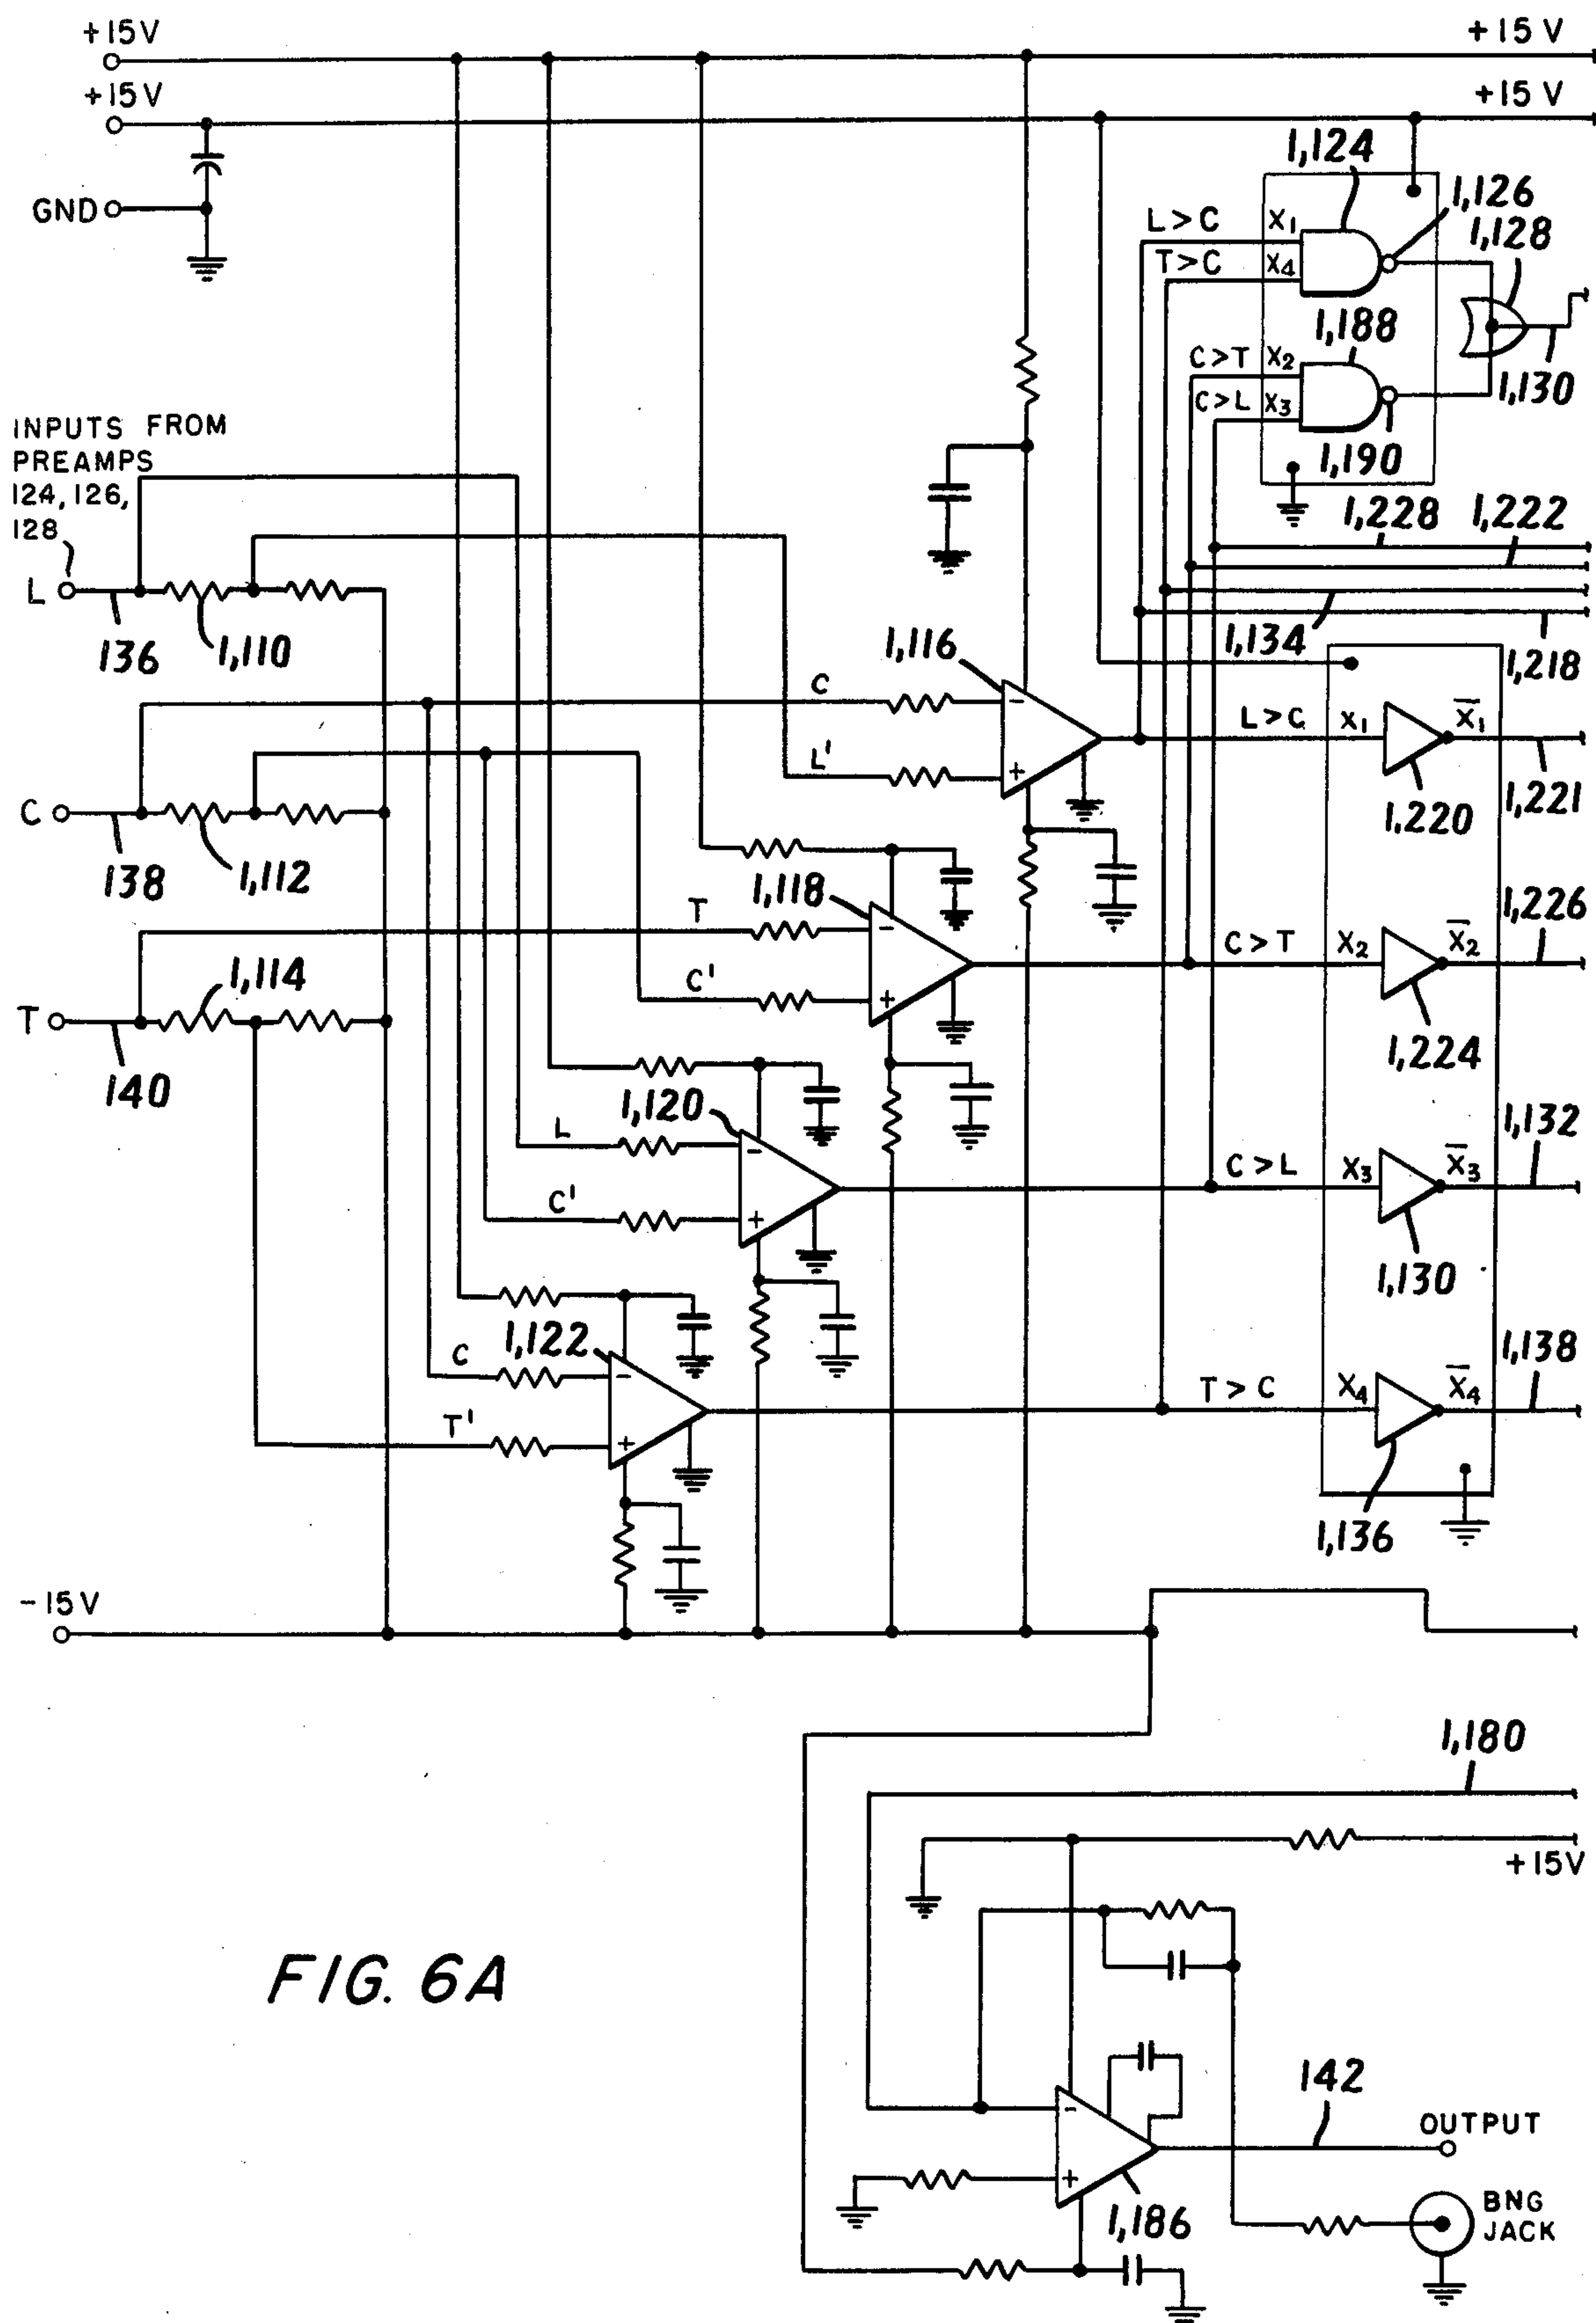 +15V
+15 V
+15V
+15 V
GND
1,124
1,126
1,128
L>C
X1
T>C
X4
1,188
C>T
X2
C>L
X3
1,130
1,190
INPUTS FROM
PREAMPS
124, 126,
128
1,228
1,222
L
136
1,110
1,134
1,218
1,116
C
-
L'
+
L>C
X1
X̅1
1,220
1,221
C
138
1,112
1,118
T
-
C'
+
C>T
X2
X̅2
1,226
1,224
T
1,114
140
1,120
L
-
C'
+
C>L
X3
X̅3
1,132
1,130
1,122
C
-
T'
+
T>C
X4
X̅4
1,138
1,136
-15V
1,180
+15V
FIG. 6A
-
+
142
OUTPUT
1,186
BNG
JACK